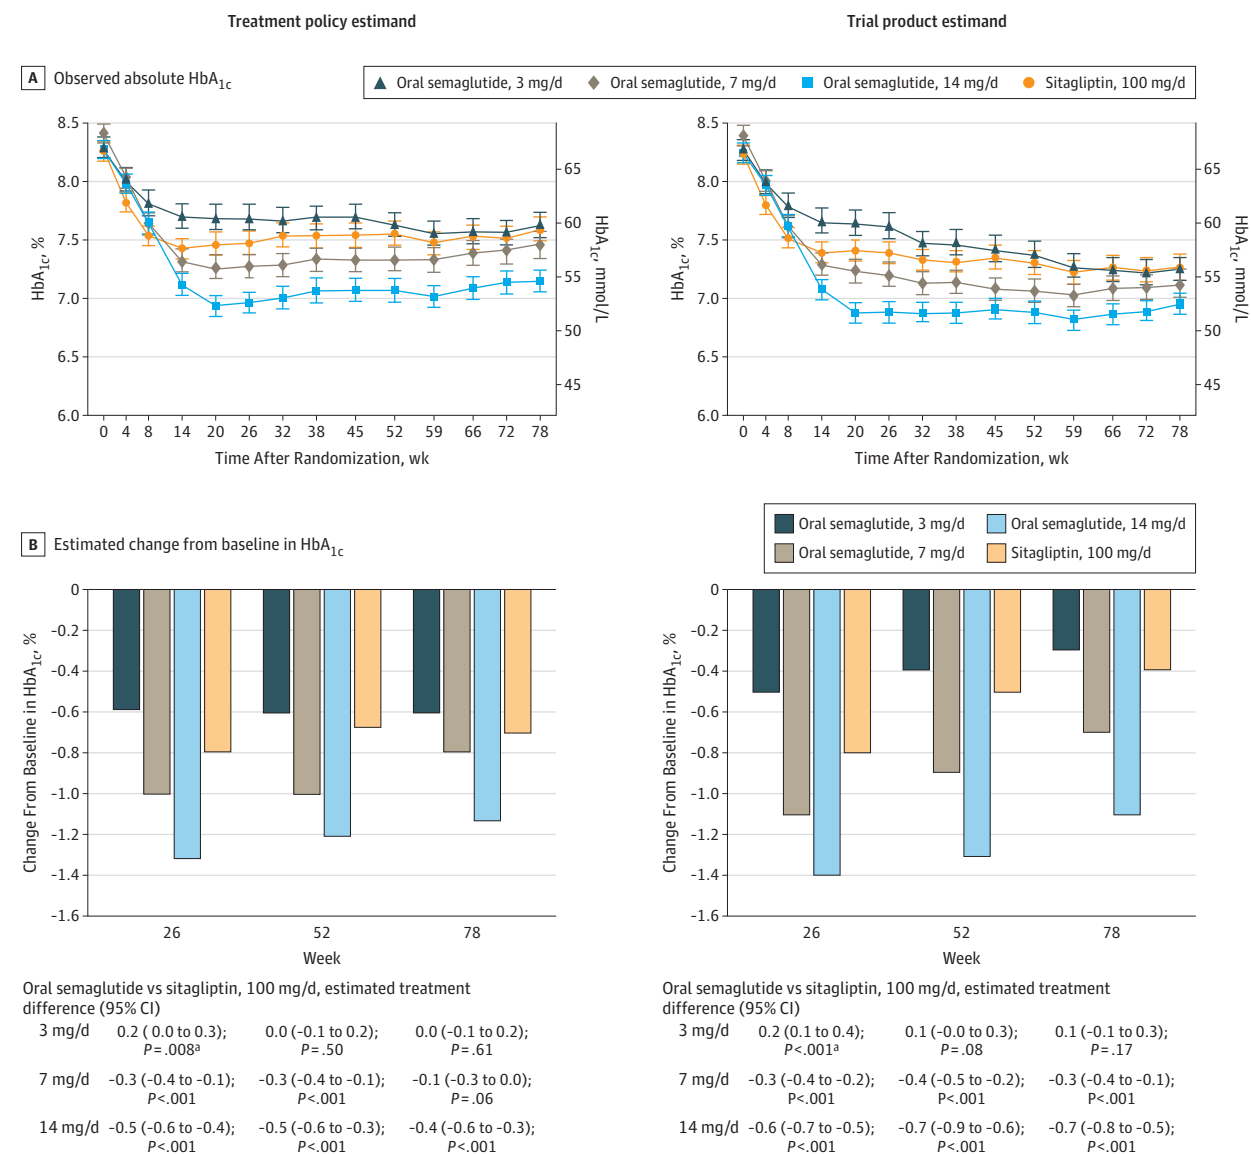 Treatment policy estimand
Trial product estimand
A Observed absolute HbA1c
Oral semaglutide, 3 mg/d Oral semaglutide, 7 mg/d Oral semaglutide, 14 mg/d Sitagliptin, 100 mg/d
8.5
8.0
7.5
7.0
6.5
6.0
HbA1c, %
65
60
55
50
45
HbA1c, mmol/L
0 4 8 14 20 26 32 38 45 52 59 66 72 78
Time After Randomization, wk
8.5
8.0
7.5
7.0
6.5
6.0
HbA1c, %
65
60
55
50
45
HbA1c, mmol/L
0 4 8 14 20 26 32 38 45 52 59 66 72 78
Time After Randomization, wk
B Estimated change from baseline in HbA1c
Oral semaglutide, 3 mg/d Oral semaglutide, 14 mg/d
Oral semaglutide, 7 mg/d Sitagliptin, 100 mg/d
0
-0.2
-0.4
-0.6
-0.8
-1.0
-1.2
-1.4
-1.6
Change From Baseline in HbA1c, %
26 52 78
Week
0
-0.2
-0.4
-0.6
-0.8
-1.0
-1.2
-1.4
-1.6
Change From Baseline in HbA1c, %
26 52 78
Week
Oral semaglutide vs sitagliptin, 100 mg/d, estimated treatment
difference (95% CI)
3 mg/d 0.2 ( 0.0 to 0.3); 0.0 (-0.1 to 0.2); 0.0 (-0.1 to 0.2);
P=.008a P=.50 P=.61
7 mg/d -0.3 (-0.4 to -0.1); -0.3 (-0.4 to -0.1); -0.1 (-0.3 to 0.0);
P<.001 P<.001 P=.06
14 mg/d -0.5 (-0.6 to -0.4); -0.5 (-0.6 to -0.3); -0.4 (-0.6 to -0.3);
P<.001 P<.001 P<.001
Oral semaglutide vs sitagliptin, 100 mg/d, estimated treatment
difference (95% CI)
3 mg/d 0.2 (0.1 to 0.4); 0.1 (-0.0 to 0.3); 0.1 (-0.1 to 0.3);
P<.001a P=.08 P=.17
7 mg/d -0.3 (-0.4 to -0.2); -0.4 (-0.5 to -0.2); -0.3 (-0.4 to -0.1);
P<.001 P<.001 P<.001
14 mg/d -0.6 (-0.7 to -0.5); -0.7 (-0.9 to -0.6); -0.7 (-0.8 to -0.5);
P<.001 P<.001 P<.001